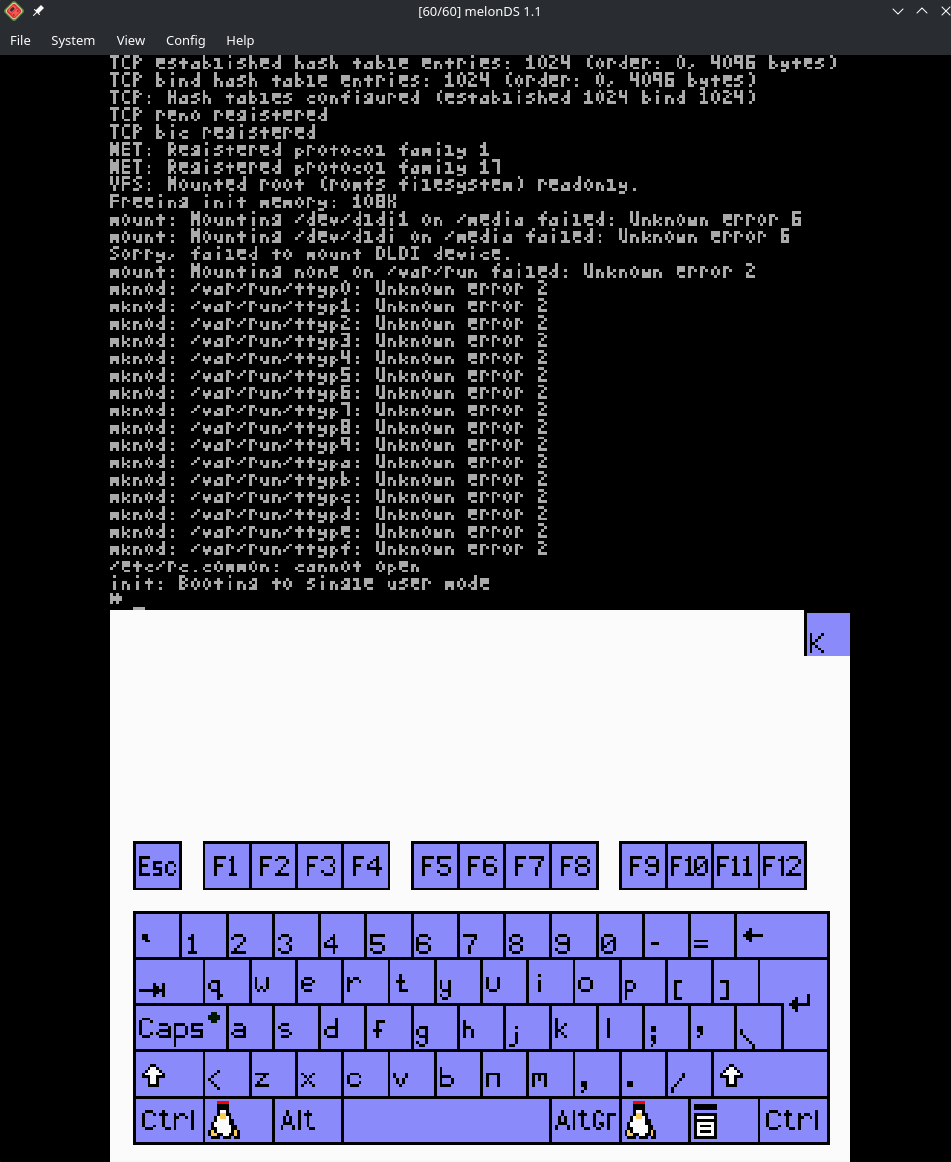 [60/60] melonDS 1.1
File System View Config Help
TCP established hash table entries: 1024 (order: 0, 4096 bytes)
TCP bind hash table entries: 1024 (order: 0, 4096 bytes)
TCP: Hash tables configured (established 1024 bind 1024)
TCP reno registered
TCP bic registered
NET: Registered protocol family 1
NET: Registered protocol family 17
VFS: Mounted root (romfs filesystem) readonly.
Freeing init memory: 108K
mount: Mounting /dev/dldi1 on /media failed: Unknown error 6
mount: Mounting /dev/dldi on /media failed: Unknown error 6
Sorry, failed to mount DLDI device.
mount: Mounting none on /var/run failed: Unknown error 2
mknod: /var/run/ttyp0: Unknown error 2
mknod: /var/run/ttyp1: Unknown error 2
mknod: /var/run/ttyp2: Unknown error 2
mknod: /var/run/ttyp3: Unknown error 2
mknod: /var/run/ttyp4: Unknown error 2
mknod: /var/run/ttyp5: Unknown error 2
mknod: /var/run/ttyp6: Unknown error 2
mknod: /var/run/ttyp7: Unknown error 2
mknod: /var/run/ttyp8: Unknown error 2
mknod: /var/run/ttyp9: Unknown error 2
mknod: /var/run/ttypa: Unknown error 2
mknod: /var/run/ttypb: Unknown error 2
mknod: /var/run/ttypc: Unknown error 2
mknod: /var/run/ttypd: Unknown error 2
mknod: /var/run/ttype: Unknown error 2
mknod: /var/run/ttypf: Unknown error 2
/etc/rc.common: cannot open
init: Booting to single user mode
# _
K
Esc F1 F2 F3 F4 F5 F6 F7 F8 F9 F10 F11 F12
` 1 2 3 4 5 6 7 8 9 0 - = ←
⇥ q w e r t y u i o p [ ] ↵
Caps a s d f g h j k l ; ' \
⇧ < z x c v b n m , . / ⇧
Ctrl Alt AltGr Ctrl